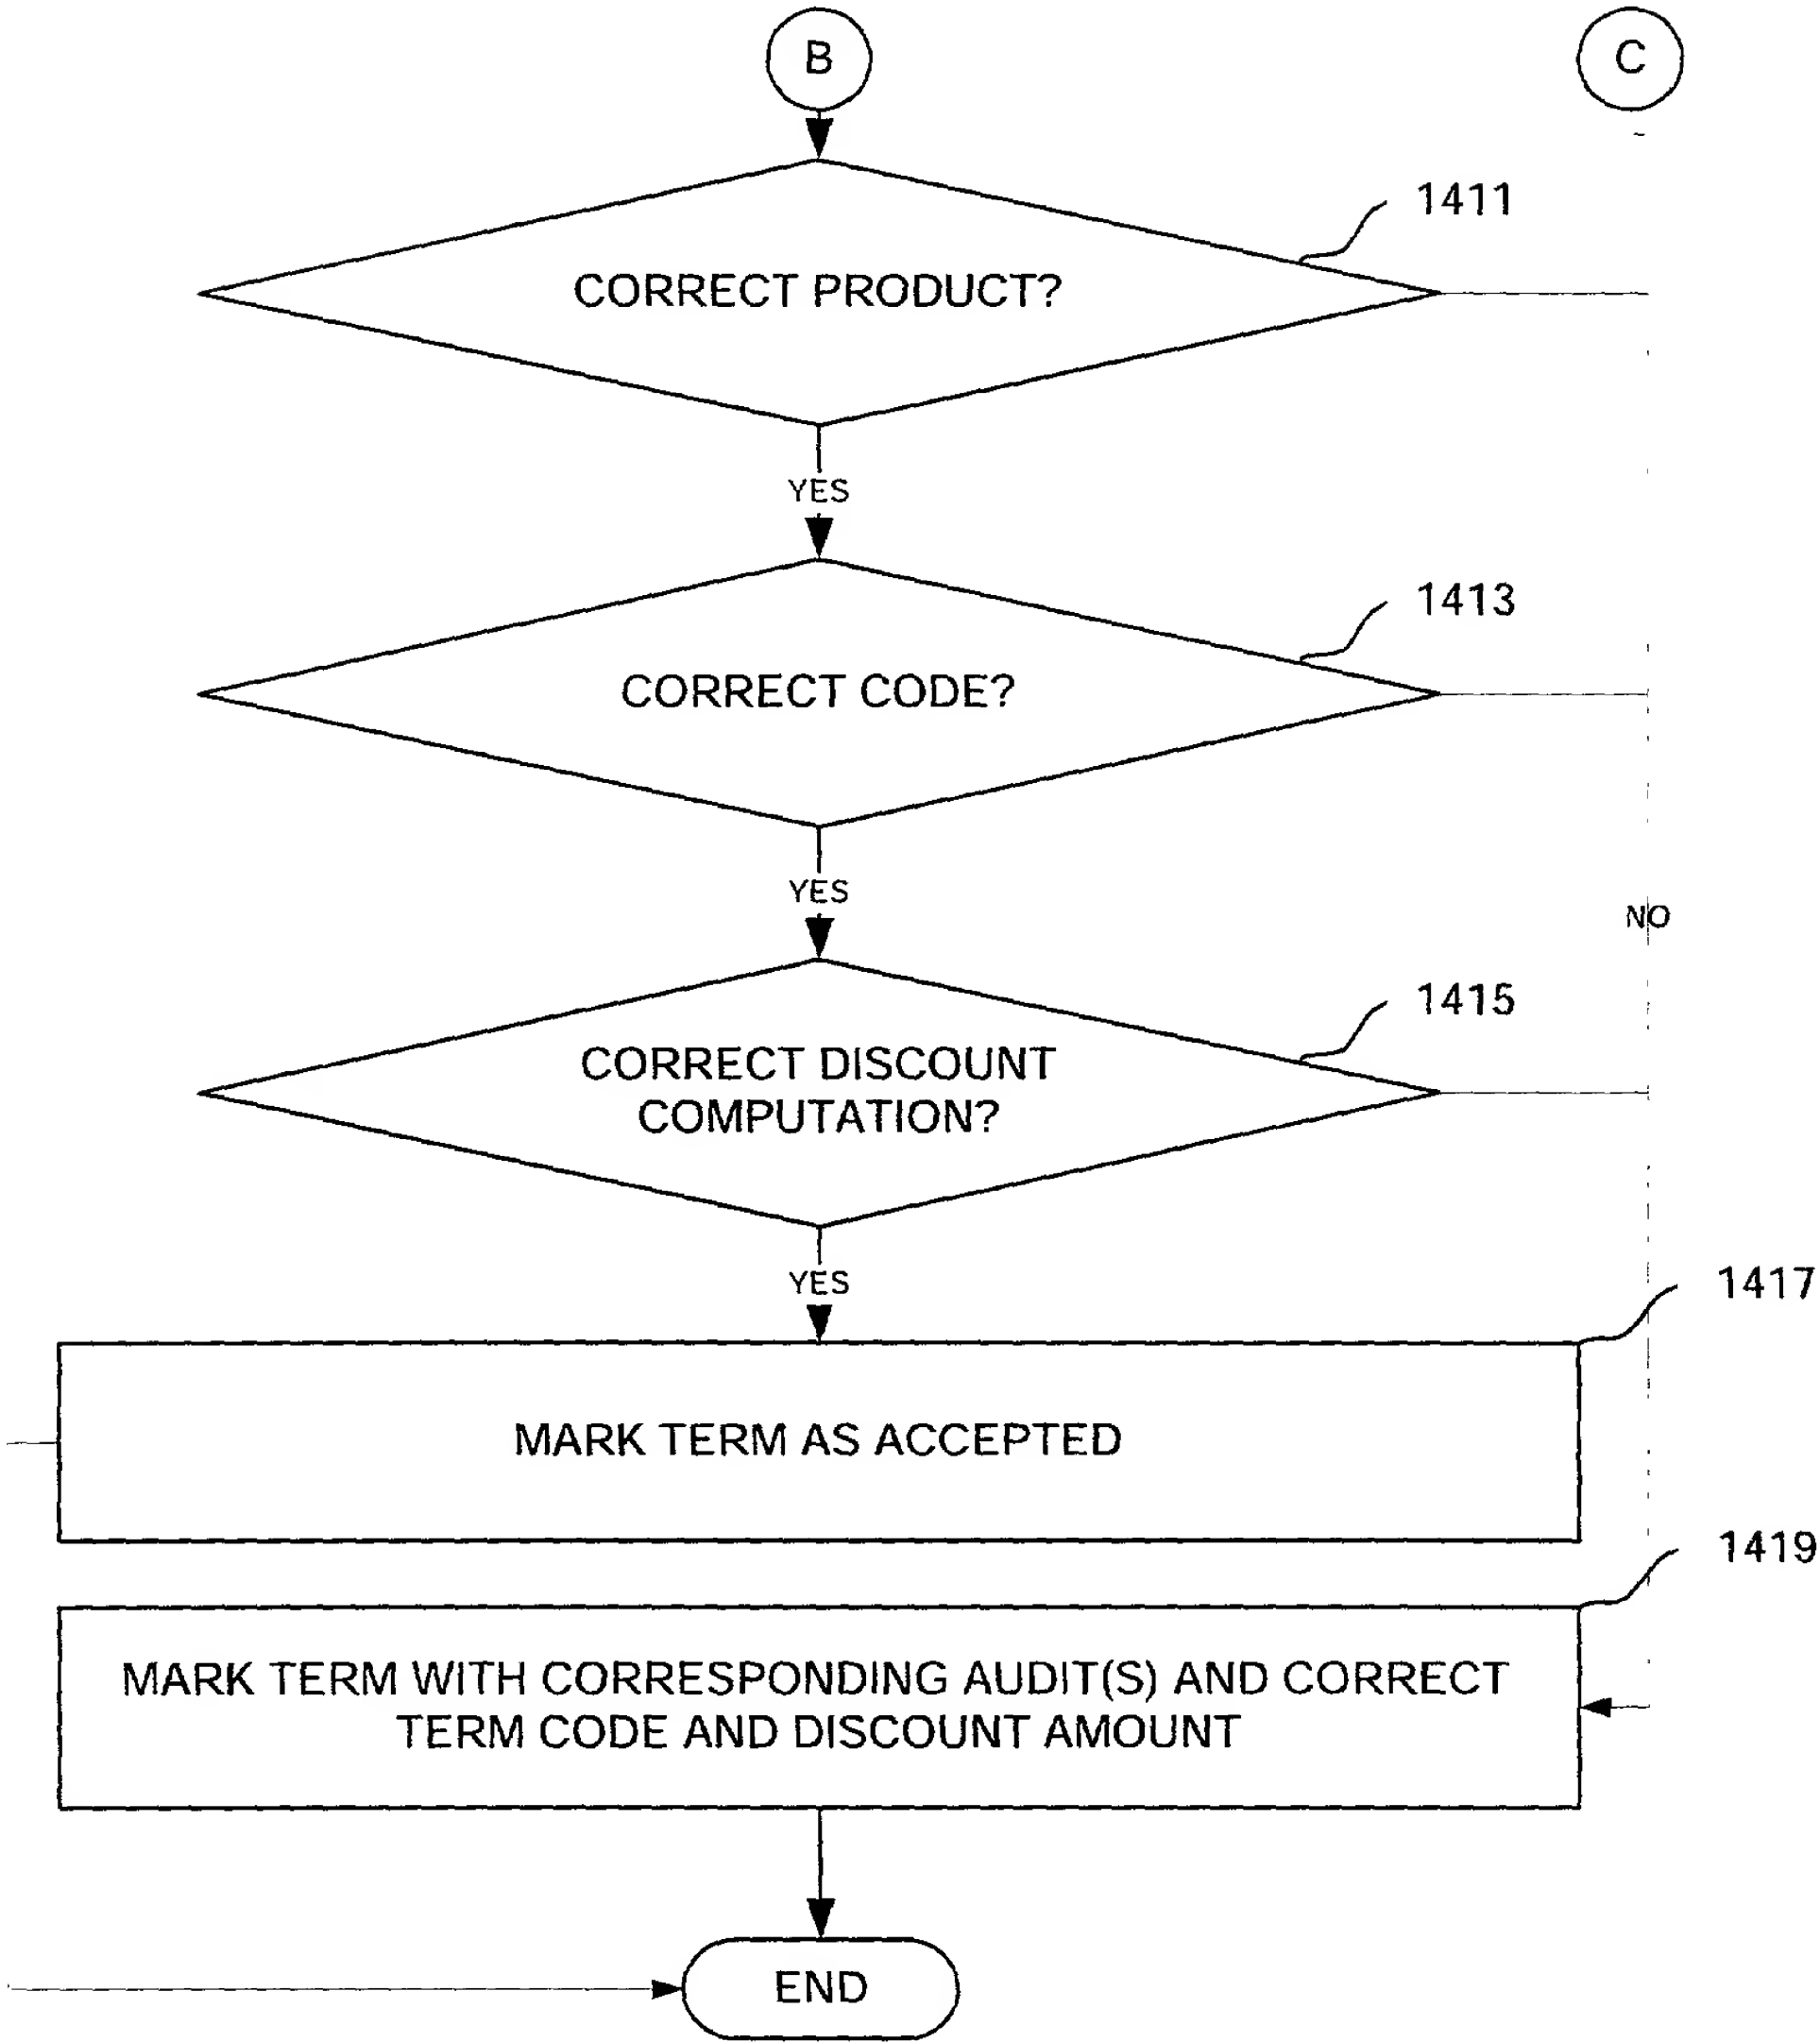 B
C
1411
CORRECT PRODUCT?
YES
1413
CORRECT CODE?
YES
NO
1415
CORRECT DISCOUNT
COMPUTATION?
YES
1417
MARK TERM AS ACCEPTED
1419
MARK TERM WITH CORRESPONDING AUDIT(S) AND CORRECT
TERM CODE AND DISCOUNT AMOUNT
END